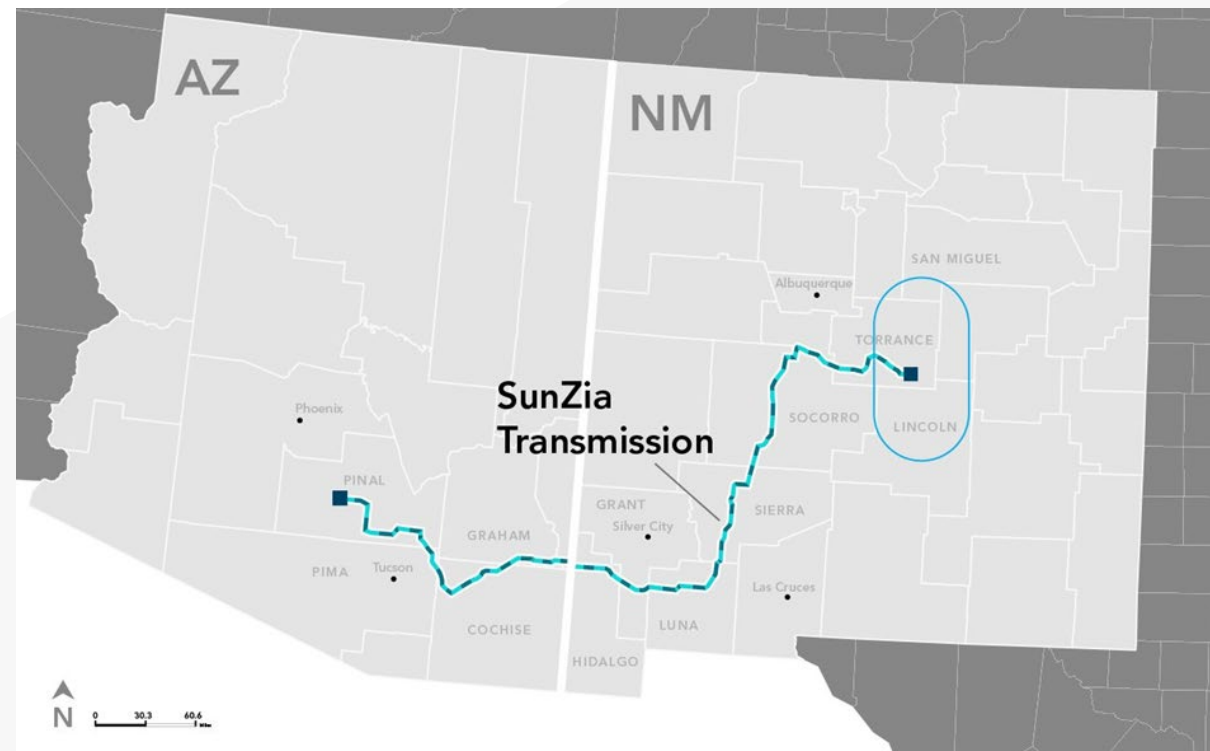 AZ
NM
SAN MIGUEL
Albuquerque
TORRANCE
SunZia
Transmission
Phoenix
SOCORRO
LINCOLN
PINAL
GRANT
SIERRA
Silver City
GRAHAM
PIMA
Tucson
Las Cruces
COCHISE
LUNA
HIDALGO
N
0 30.3 60.6